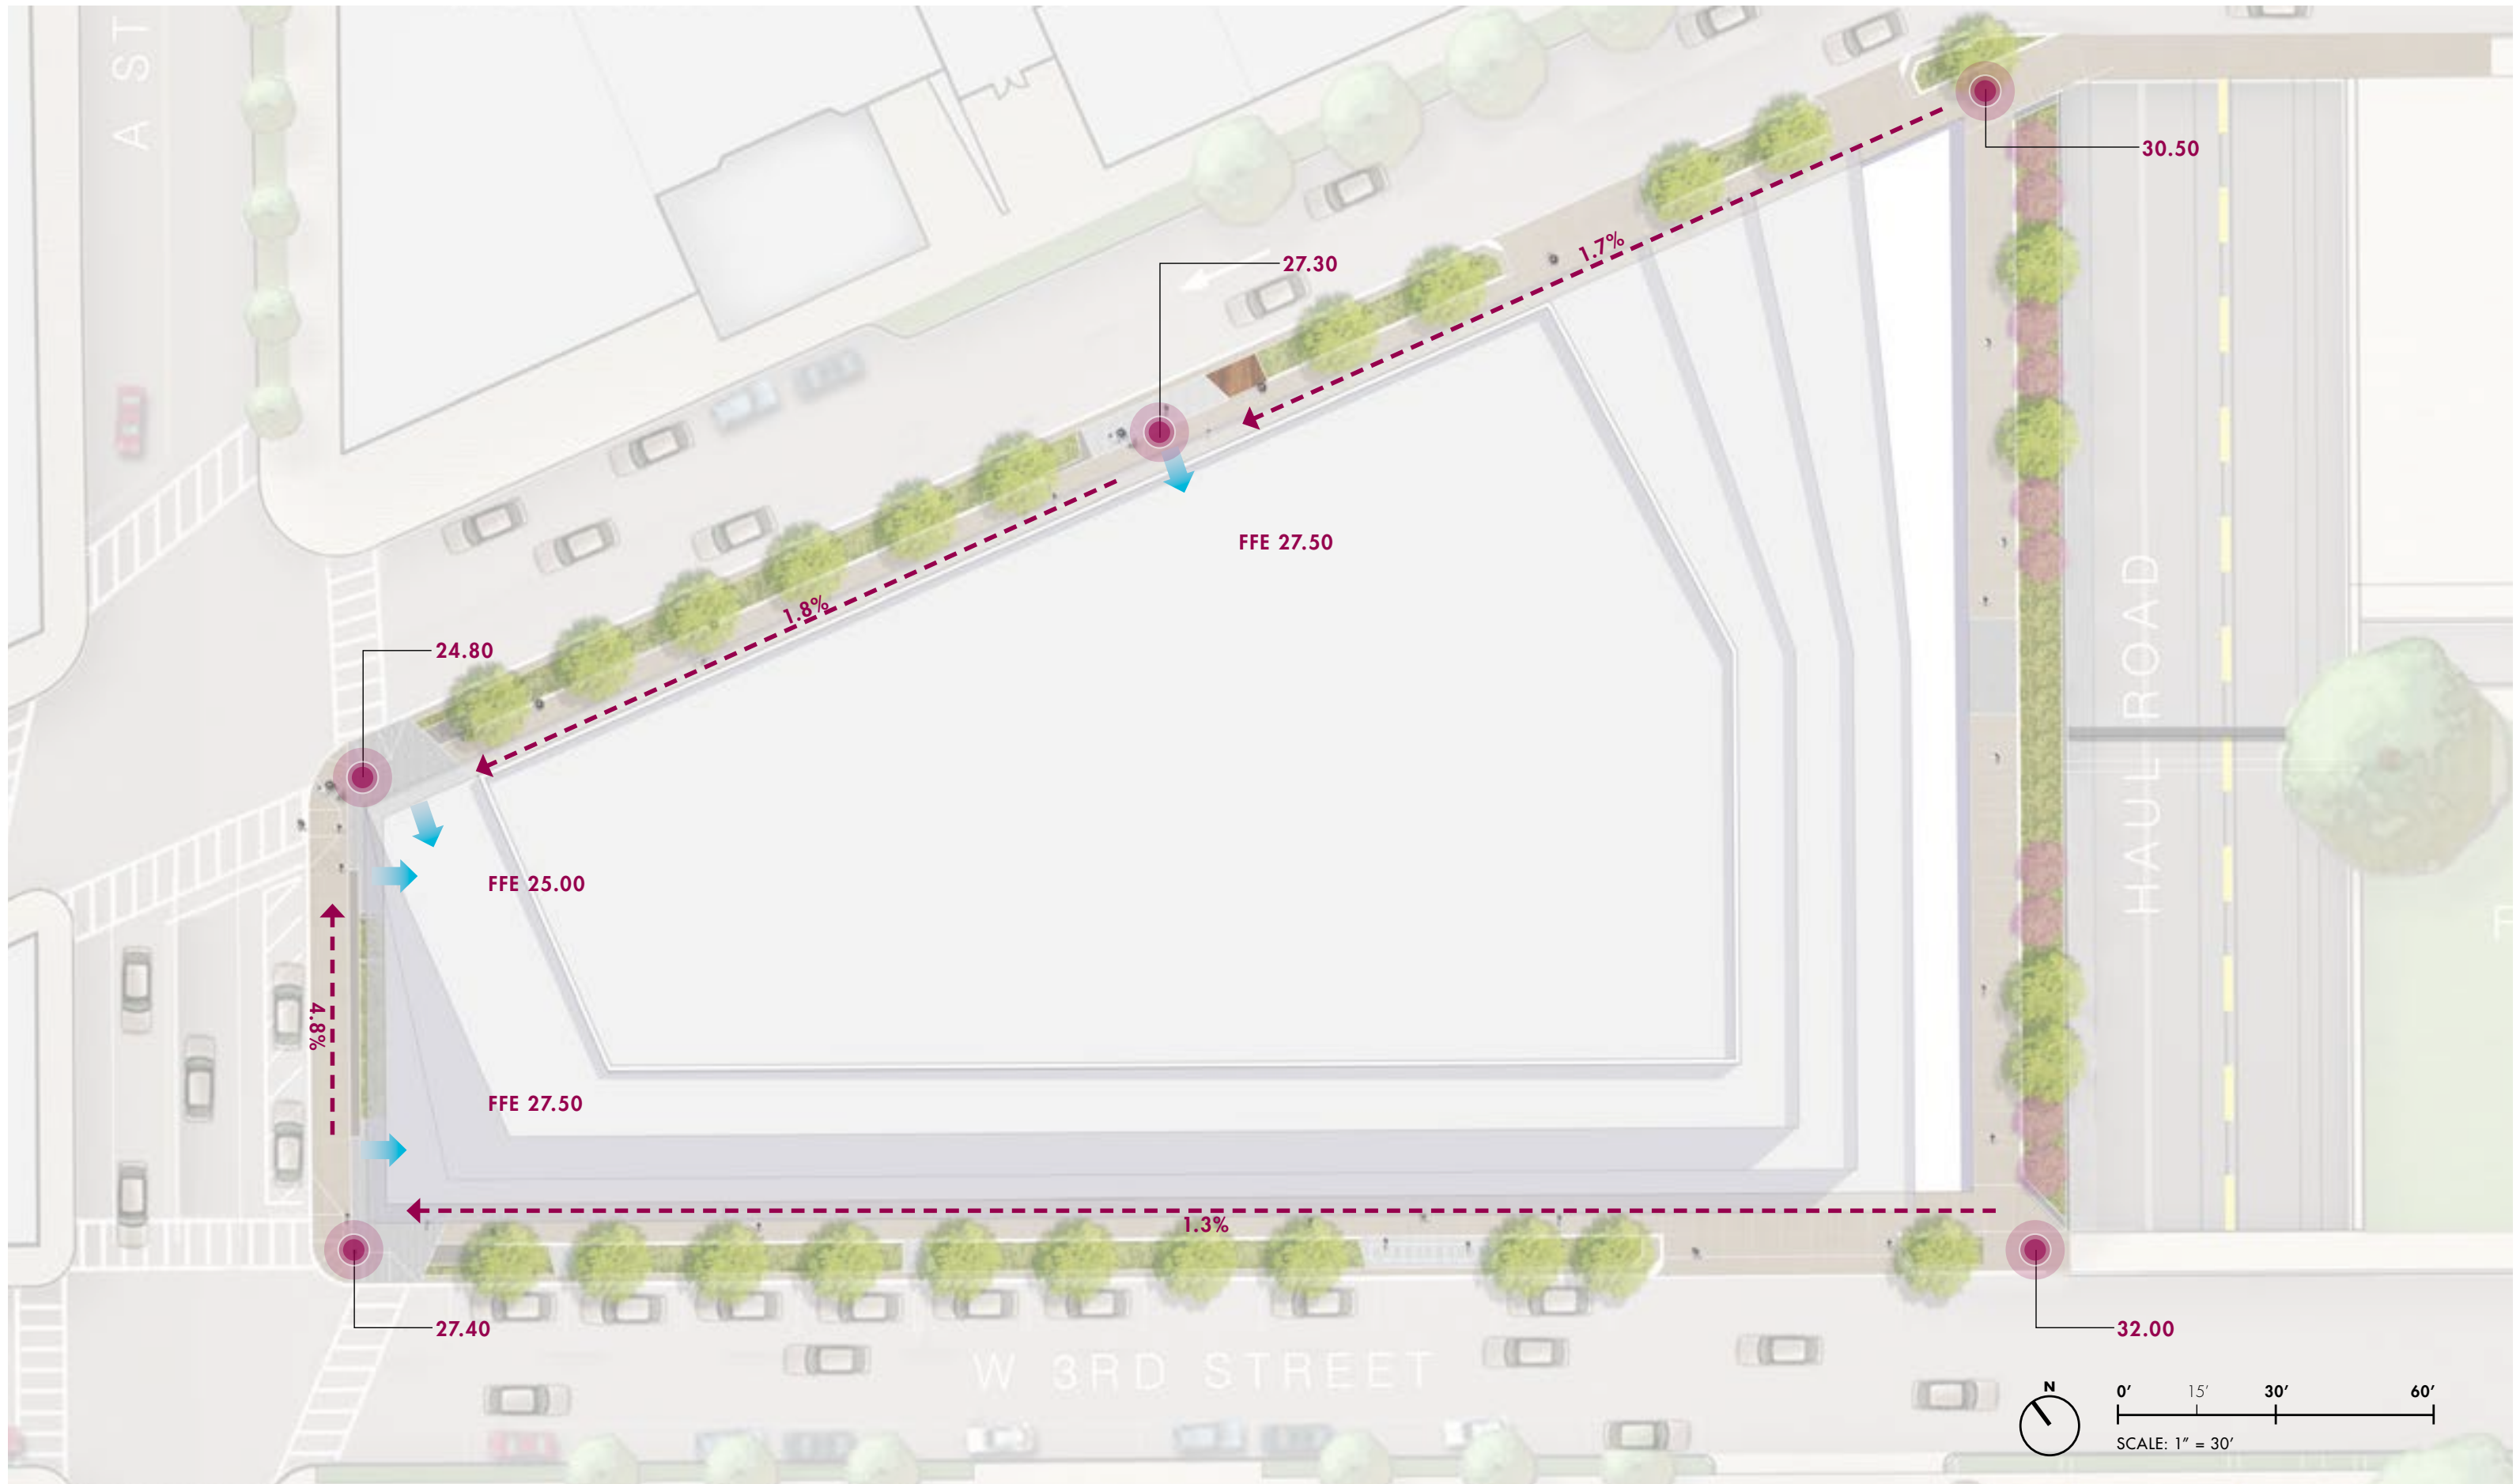 A ST
30.50
1.7%
27.30
FFE 27.50
1.8%
24.80
HAUL ROAD
FFE 25.00
4.8%
FFE 27.50
1.3%
27.40
32.00
W 3RD STREET
N
0' 15' 30' 60'
SCALE: 1" = 30'